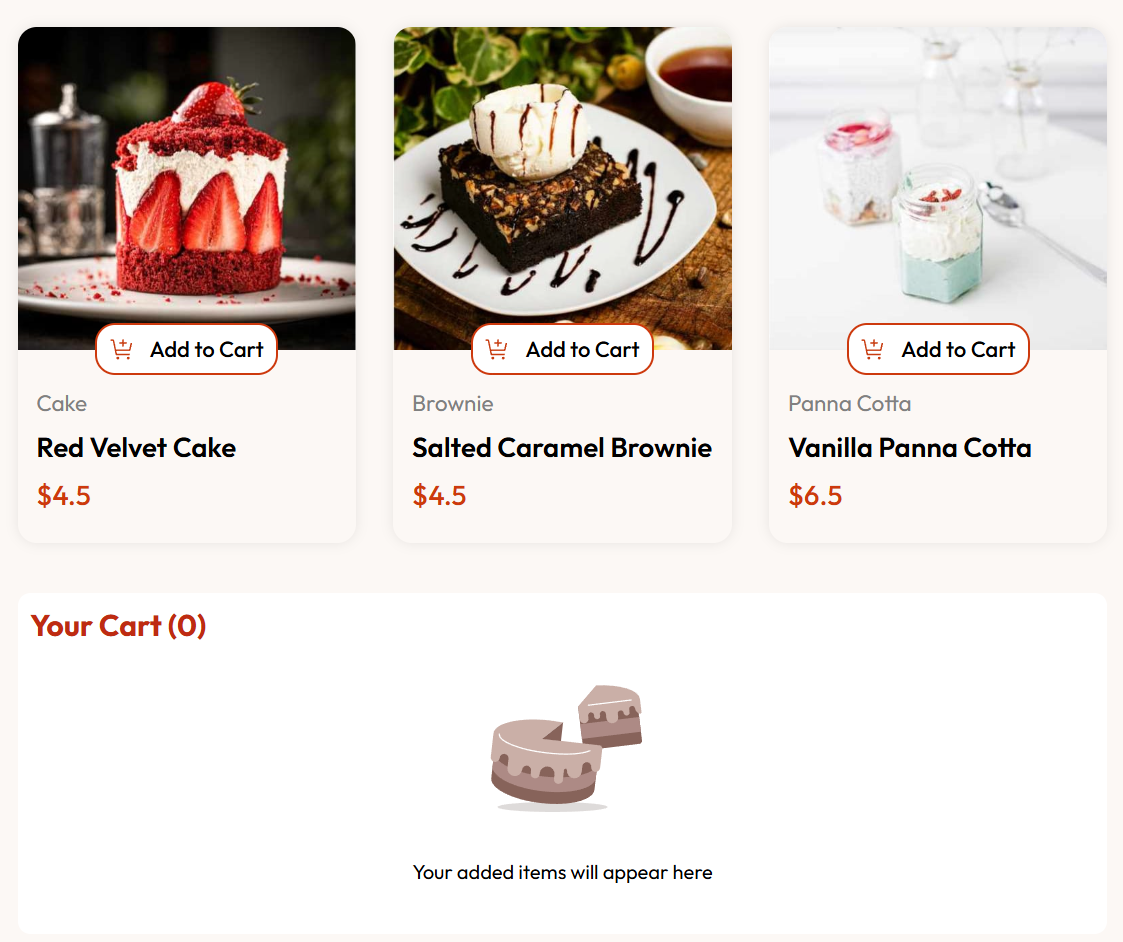 Add to Cart
Add to Cart
Add to Cart
Cake
Brownie
Panna Cotta
Red Velvet Cake
Salted Caramel Brownie
Vanilla Panna Cotta
$4.5
$4.5
$6.5
Your Cart (0)
Your added items will appear here